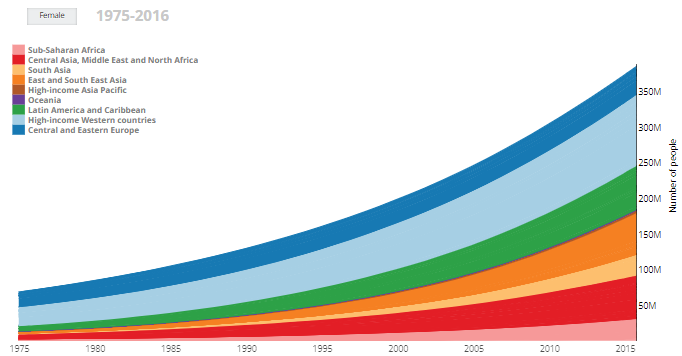 Female
1975-2016
Sub-Saharan Africa
Central Asia, Middle East and North Africa
South Asia
East and South East Asia
High-income Asia Pacific
Oceania
Latin America and Caribbean
High-income Western countries
Central and Eastern Europe
350M
300M
250M
200M
150M
100M
50M
Number of people
1975
1980
1985
1990
1995
2000
2005
2010
2015